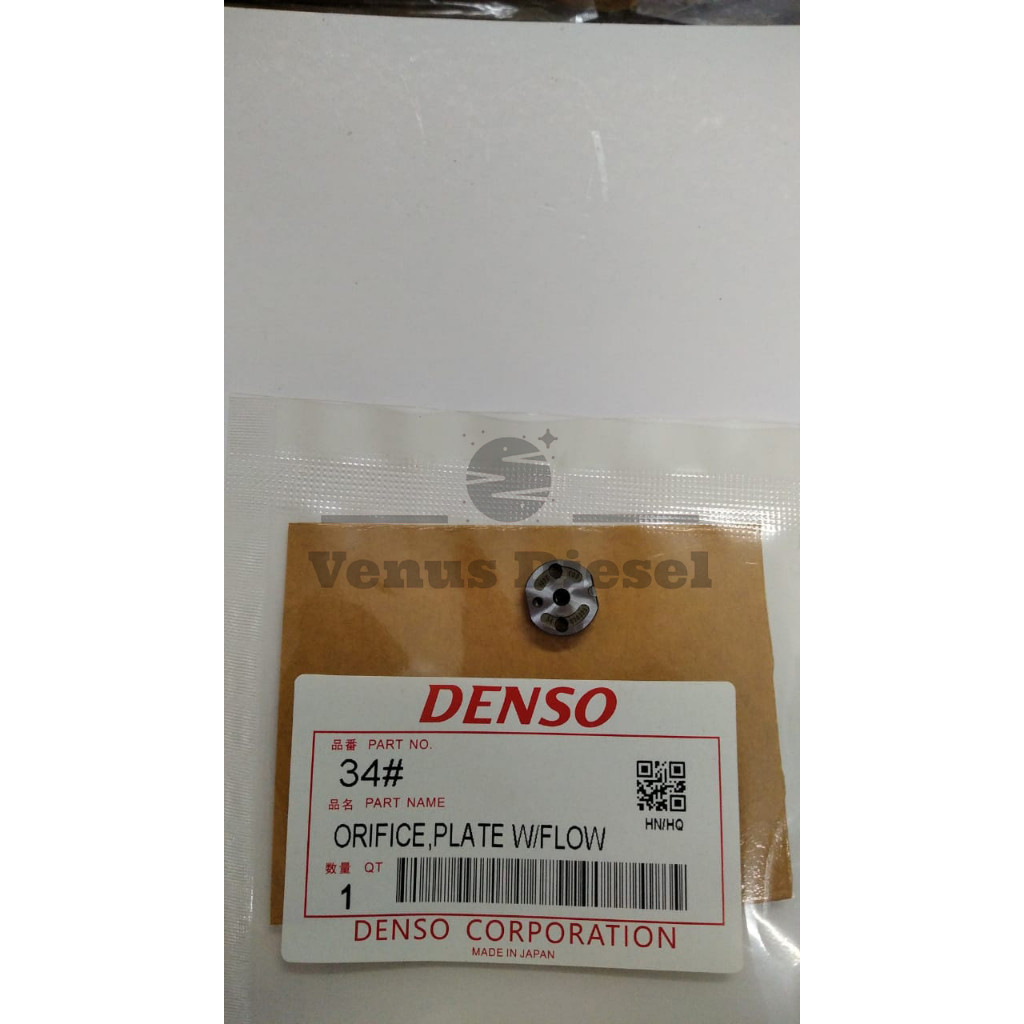 Venus Diesel
DENSO
品番 PART NO.
34#
品名 PART NAME
HN/HQ
ORIFICE,PLATE W/FLOW
数量 QT
1
DENSO CORPORATION
MADE IN JAPAN